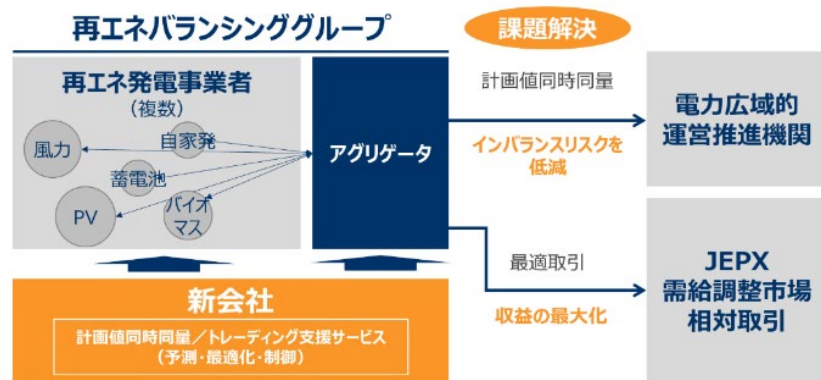 再エネバランシンググループ
課題解決
再エネ発電事業者
(複数)
風力
自家発
蓄電池
PV
バイオ
マス
アグリゲータ
計画値同時同量
インバランスリスクを
低減
電力広域的
運営推進機関
最適取引
収益の最大化
JEPX
需給調整市場
相対取引
新会社
計画値同時同量／トレーディング支援サービス
(予測・最適化・制御)